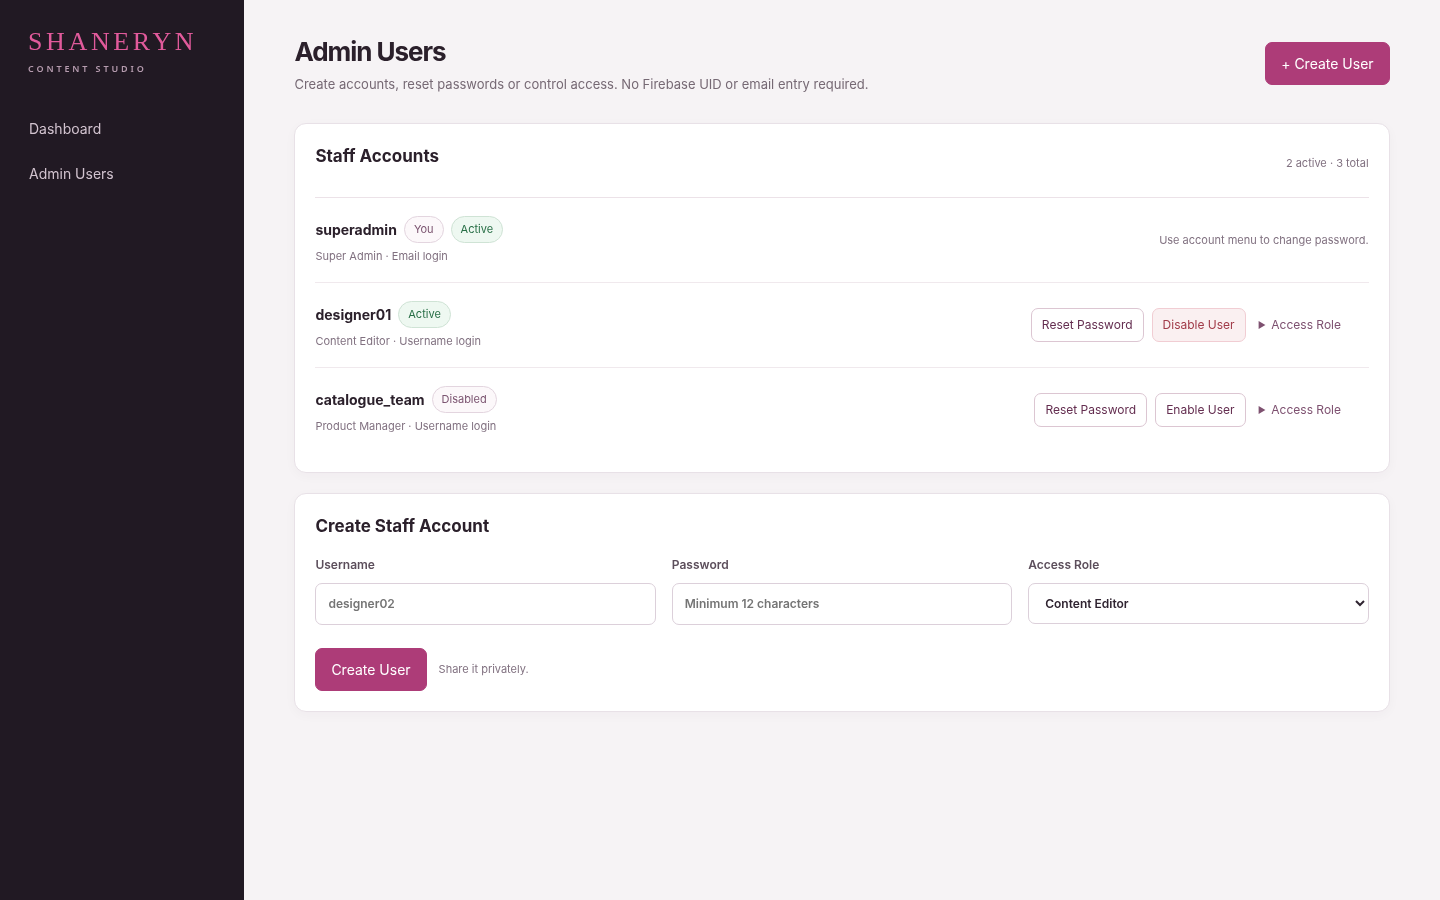 SHANERYN
CONTENT STUDIO
Dashboard
Admin Users
Admin Users
Create accounts, reset passwords or control access. No Firebase UID or email entry required.
+ Create User
Staff Accounts
2 active · 3 total
superadmin You Active
Super Admin · Email login
Use account menu to change password.
designer01 Active
Content Editor · Username login
Reset Password Disable User ▶ Access Role
catalogue_team Disabled
Product Manager · Username login
Reset Password Enable User ▶ Access Role
Create Staff Account
Username Password Access Role
designer02 Minimum 12 characters Content Editor
Create User Share it privately.